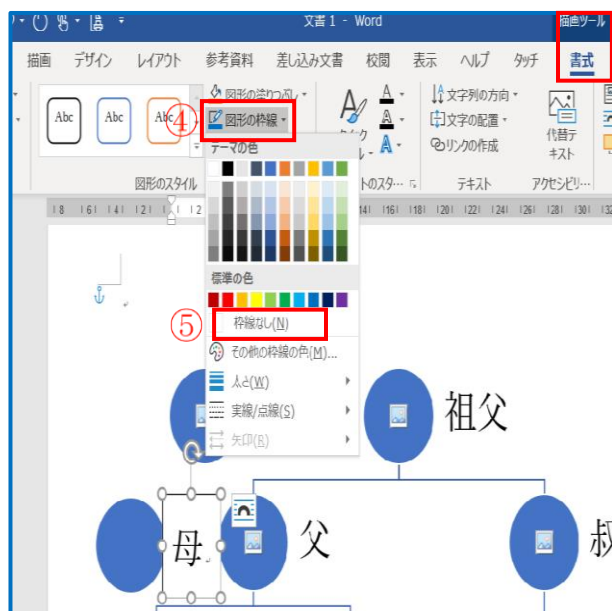 文書 1 - Word
描画ツール
描画 デザイン レイアウト 参考資料 差し込み文書 校閲 表示 ヘルプ タッチ 書式
Abc Abc Abc
図形の塗りつぶし
④ 図形の枠線
文字列の方向
文字の配置
リンクの作成
代替テ
キスト
図形のスタイル
テキスト
アクセシビリ…
テーマの色
標準の色
⑤ 枠線なし(N)
その他の枠線の色(M)...
太さ(W)
実線/点線(S)
矢印(R)
祖父
母
父
叔